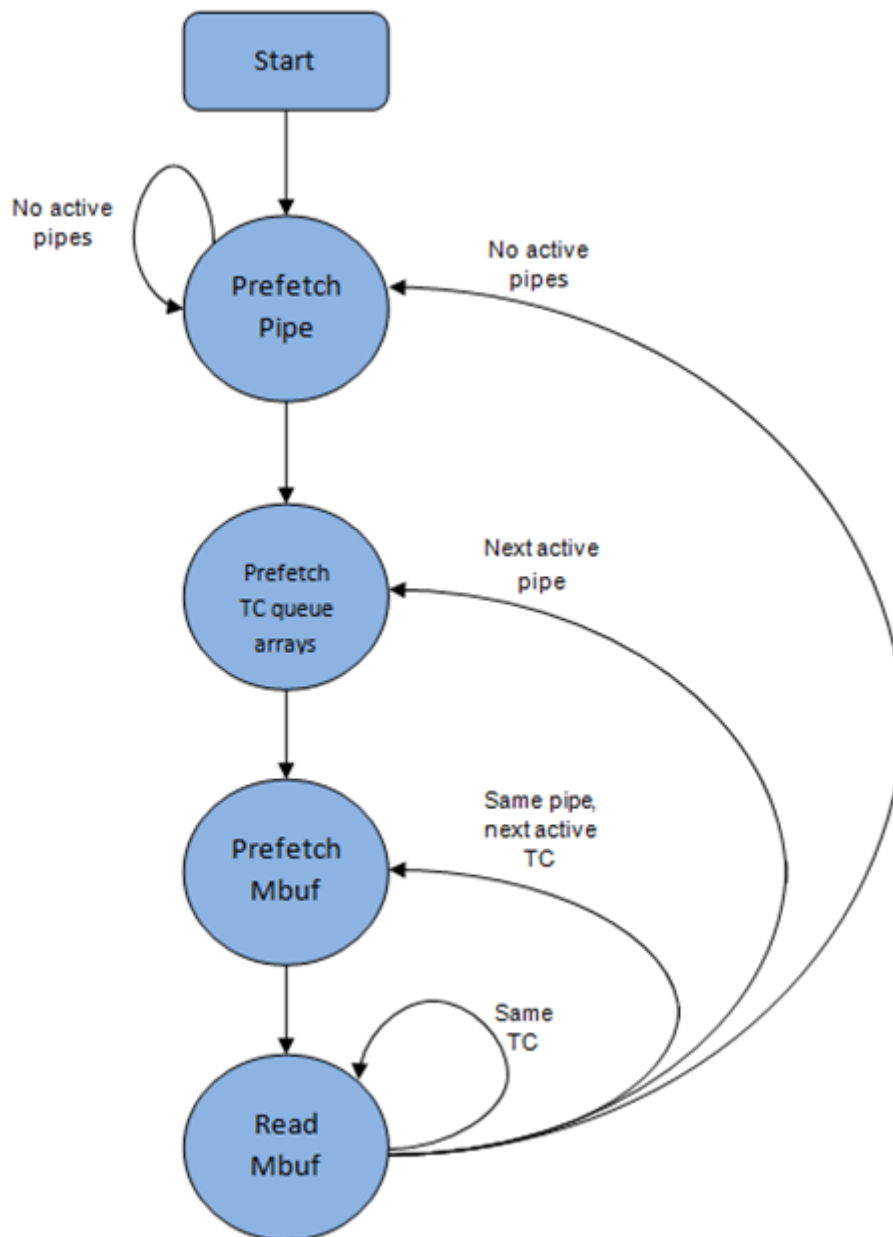 Start
No active
pipes
No active
pipes
Prefetch
Pipe
Next active
pipe
Prefetch
TC queue
arrays
Same pipe,
next active
TC
Prefetch
Mbuf
Same
TC
Read
Mbuf